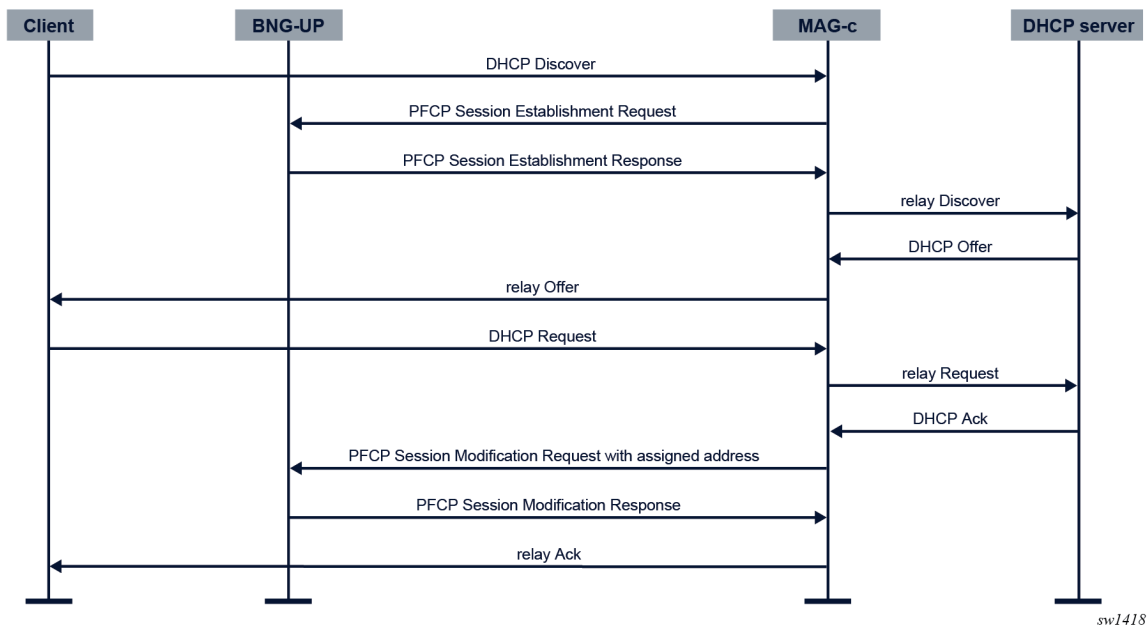 Client BNG-UP MAG-c DHCP server
DHCP Discover
PFCP Session Establishment Request
PFCP Session Establishment Response
relay Discover
DHCP Offer
relay Offer
DHCP Request
relay Request
DHCP Ack
PFCP Session Modification Request with assigned address
PFCP Session Modification Response
relay Ack
sw1418